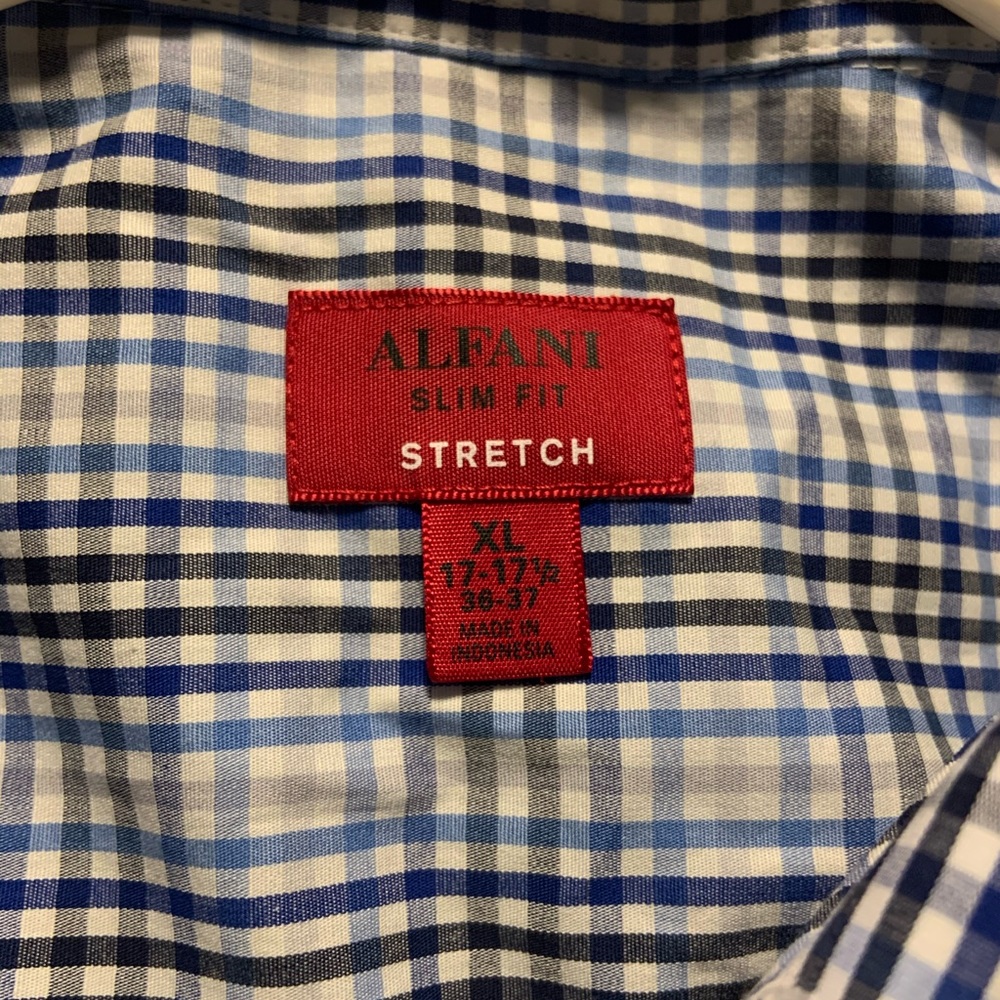 ALFANI
SLIM FIT
STRETCH
XL
17-17½
36-37
MADE IN
INDONESIA